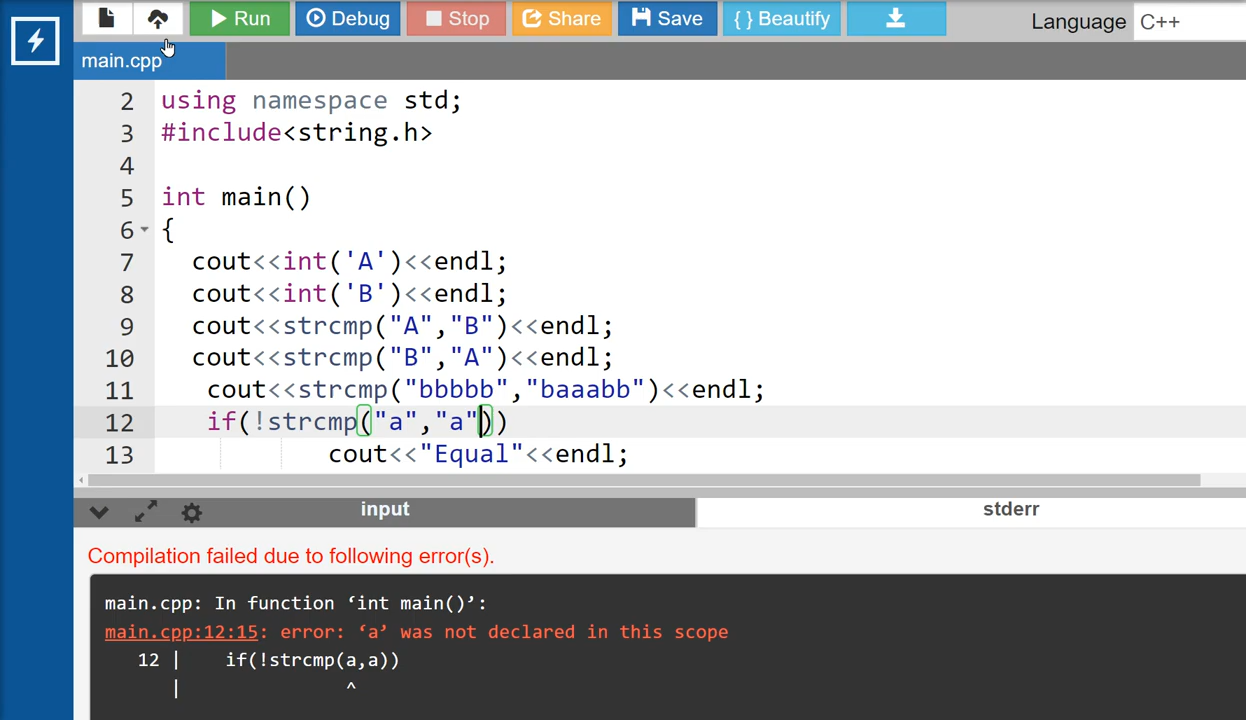 Run Debug Stop Share Save { } Beautify Language C++
main.cpp
2 using namespace std;
3 #include<string.h>
4
5 int main()
6 {
7 cout<<int('A')<<endl;
8 cout<<int('B')<<endl;
9 cout<<strcmp("A","B")<<endl;
10 cout<<strcmp("B","A")<<endl;
11 cout<<strcmp("bbbbb","baaabb")<<endl;
12 if(!strcmp("a","a"))
13 cout<<"Equal"<<endl;
input stderr
Compilation failed due to following error(s).
main.cpp: In function ‘int main()’:
main.cpp:12:15: error: ‘a’ was not declared in this scope
12 | if(!strcmp(a,a))
| ^